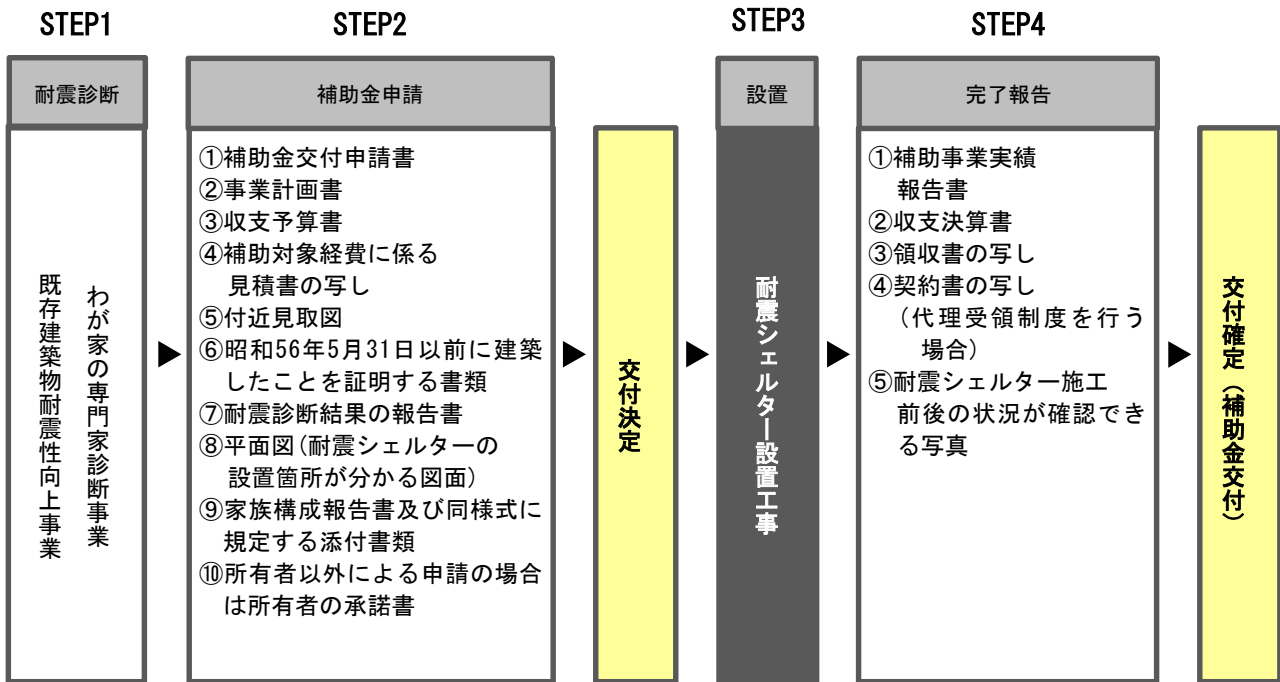 STEP1
耐震診断
わが家の専門家診断事業
既存建築物耐震性向上事業
STEP2
補助金申請
①補助金交付申請書
②事業計画書
③収支予算書
④補助対象経費に係る
見積書の写し
⑤付近見取図
⑥昭和56年5月31日以前に建築
したことを証明する書類
⑦耐震診断結果の報告書
⑧平面図(耐震シェルターの
設置箇所が分かる図面)
⑨家族構成報告書及び同様式に
規定する添付書類
⑩所有者以外による申請の場合
は所有者の承諾書
交付決定
STEP3
設置
耐震シェルター設置工事
STEP4
完了報告
①補助事業実績
報告書
②収支決算書
③領収書の写し
④契約書の写し
(代理受領制度を行う
場合)
⑤耐震シェルター施工
前後の状況が確認でき
る写真
交付確定(補助金交付)